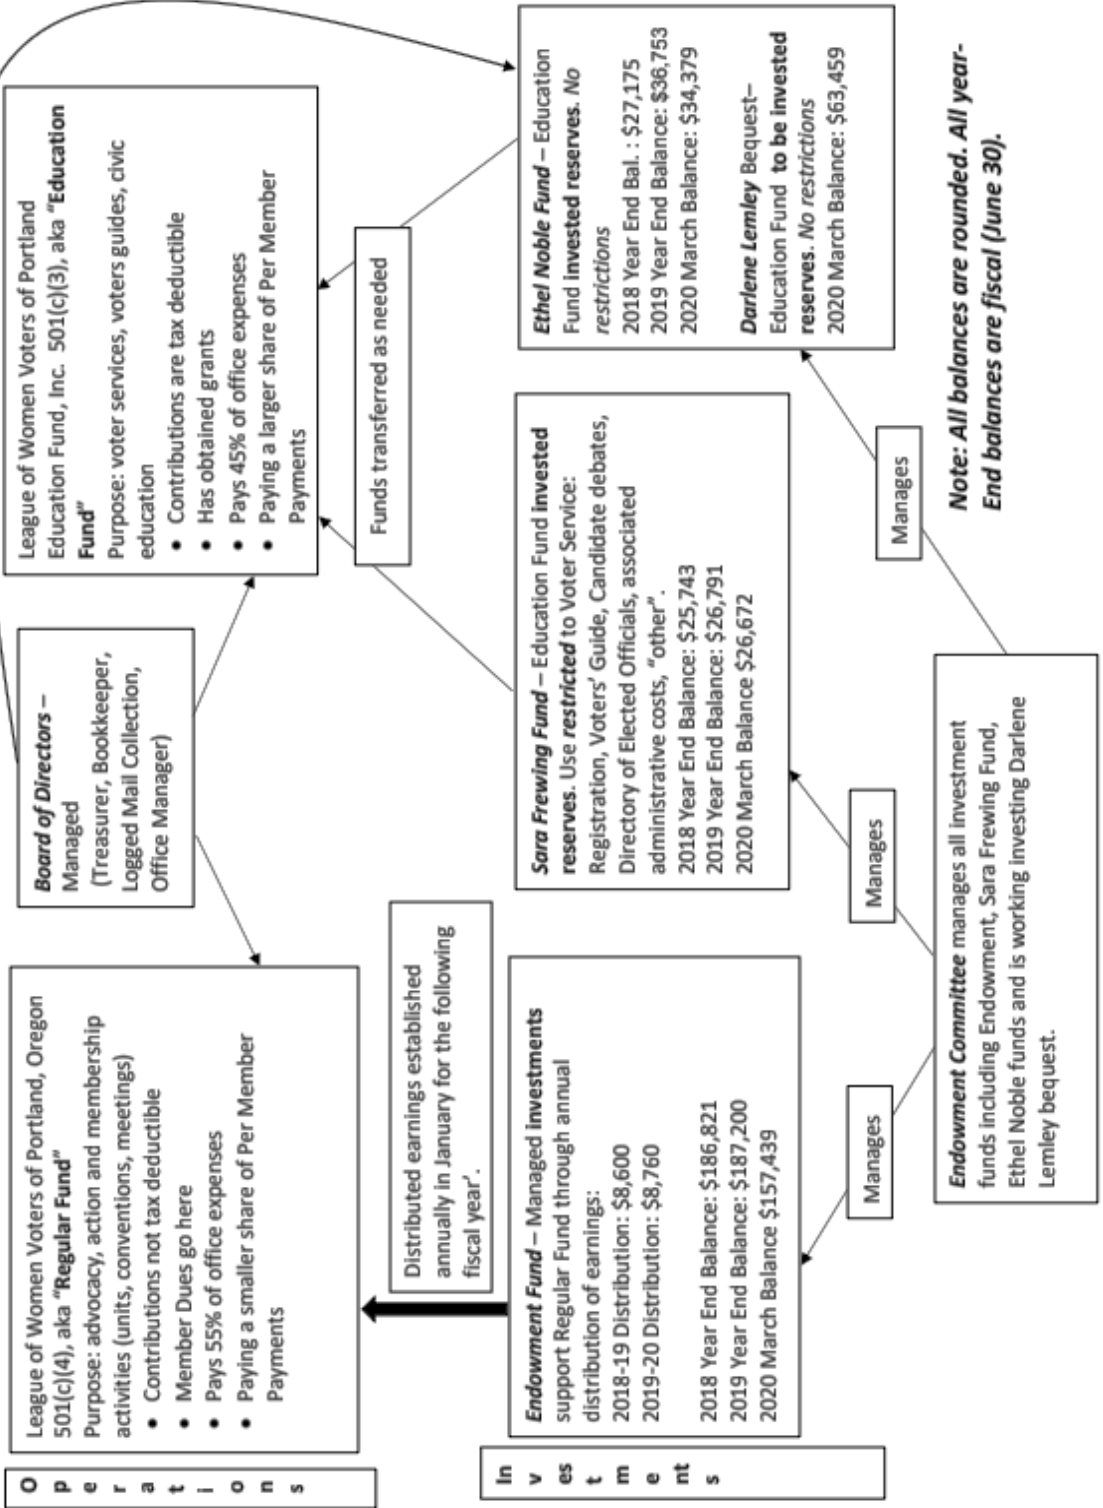 Operations
League of Women Voters of Portland, Oregon
501(c)(4), aka "Regular Fund"
Purpose: advocacy, action and membership
activities (units, conventions, meetings)
• Contributions not tax deductible
• Member Dues go here
• Pays 55% of office expenses
• Paying a smaller share of Per Member
Payments
Board of Directors –
Managed
(Treasurer, Bookkeeper,
Logged Mail Collection,
Office Manager)
League of Women Voters of Portland
Education Fund, Inc. 501(c)(3), aka "Education
Fund"
Purpose: voter services, voters guides, civic
education
• Contributions are tax deductible
• Has obtained grants
• Pays 45% of office expenses
• Paying a larger share of Per Member
Payments
Distributed earnings established
annually in January for the following
fiscal year'.
Funds transferred as needed
Investments
Endowment Fund – Managed investments
support Regular Fund through annual
distribution of earnings:
2018-19 Distribution: $8,600
2019-20 Distribution: $8,760
2018 Year End Balance: $186,821
2019 Year End Balance: $187,200
2020 March Balance $157,439
Sara Frewing Fund – Education Fund invested
reserves. Use restricted to Voter Service:
Registration, Voters' Guide, Candidate debates,
Directory of Elected Officials, associated
administrative costs, "other".
2018 Year End Balance: $25,743
2019 Year End Balance: $26,791
2020 March Balance $26,672
Ethel Noble Fund – Education
Fund invested reserves. No
restrictions
2018 Year End Bal. : $27,175
2019 Year End Balance: $36,753
2020 March Balance: $34,379
Darlene Lemley Bequest–
Education Fund to be invested
reserves. No restrictions
2020 March Balance: $63,459
Manages
Manages
Manages
Endowment Committee manages all investment
funds including Endowment, Sara Frewing Fund,
Ethel Noble funds and is working investing Darlene
Lemley bequest.
Note: All balances are rounded. All year-
End balances are fiscal (June 30).